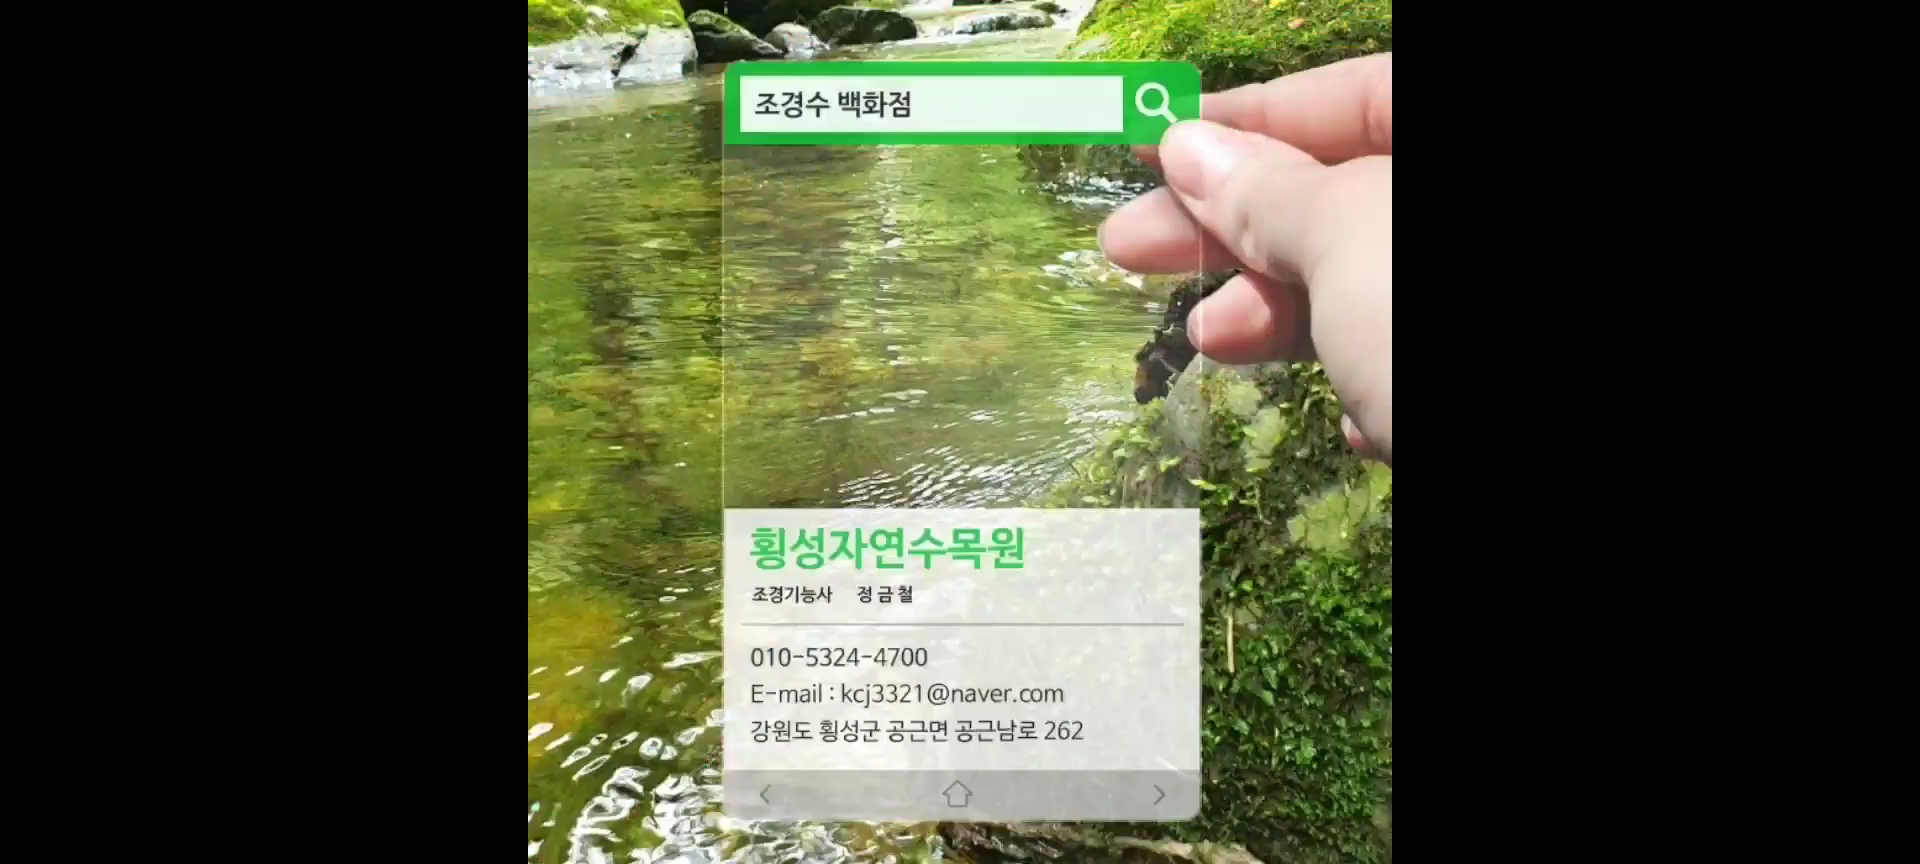 조경수 백화점
횡성자연수목원
조경기능사 정 금 철
010-5324-4700
E-mail : kcj3321@naver.com
강원도 횡성군 공근면 공근남로 262